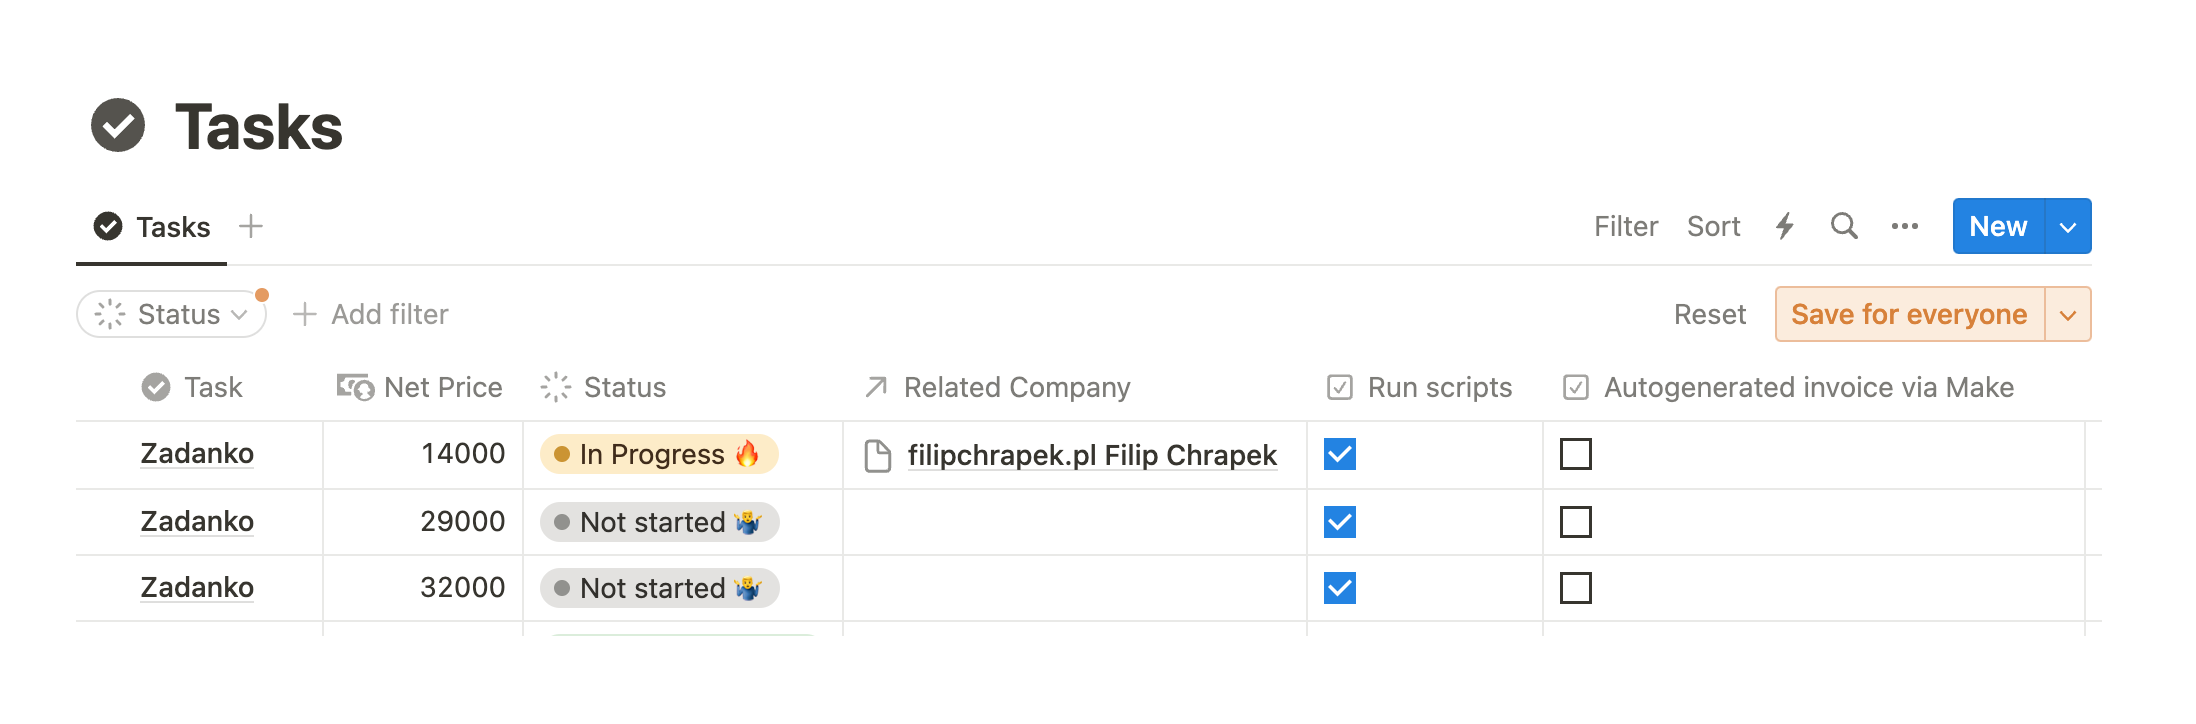 Tasks
Tasks
Filter Sort New
Status Add filter Reset Save for everyone
Task Net Price Status Related Company Run scripts Autogenerated invoice via Make
Zadanko 14000 In Progress 🔥 filipchrapek.pl Filip Chrapek
Zadanko 29000 Not started 🤷‍♂️
Zadanko 32000 Not started 🤷‍♂️